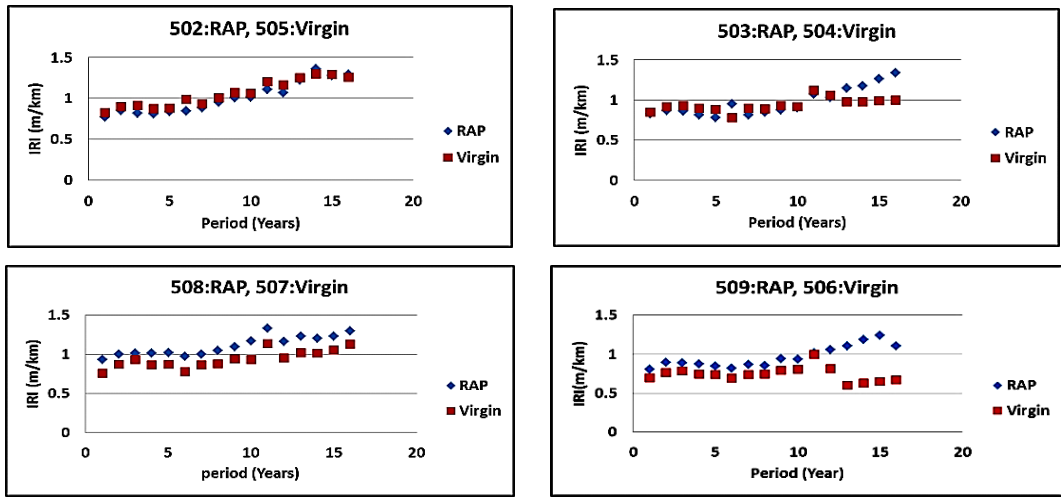 502:RAP, 505:Virgin
1.5
1
0.5
0
IRI (m/km)
0 5 10 15 20
Period (Years)
RAP
Virgin
503:RAP, 504:Virgin
1.5
1
0.5
0
IRI (m/km)
0 5 10 15 20
Period (Years)
RAP
Virgin
508:RAP, 507:Virgin
1.5
1
0.5
0
IRI (m/km)
0 5 10 15 20
period (Years)
RAP
Virgin
509:RAP, 506:Virgin
1.5
1
0.5
0
IRI(m/km)
0 5 10 15 20
Period (Year)
RAP
Virgin